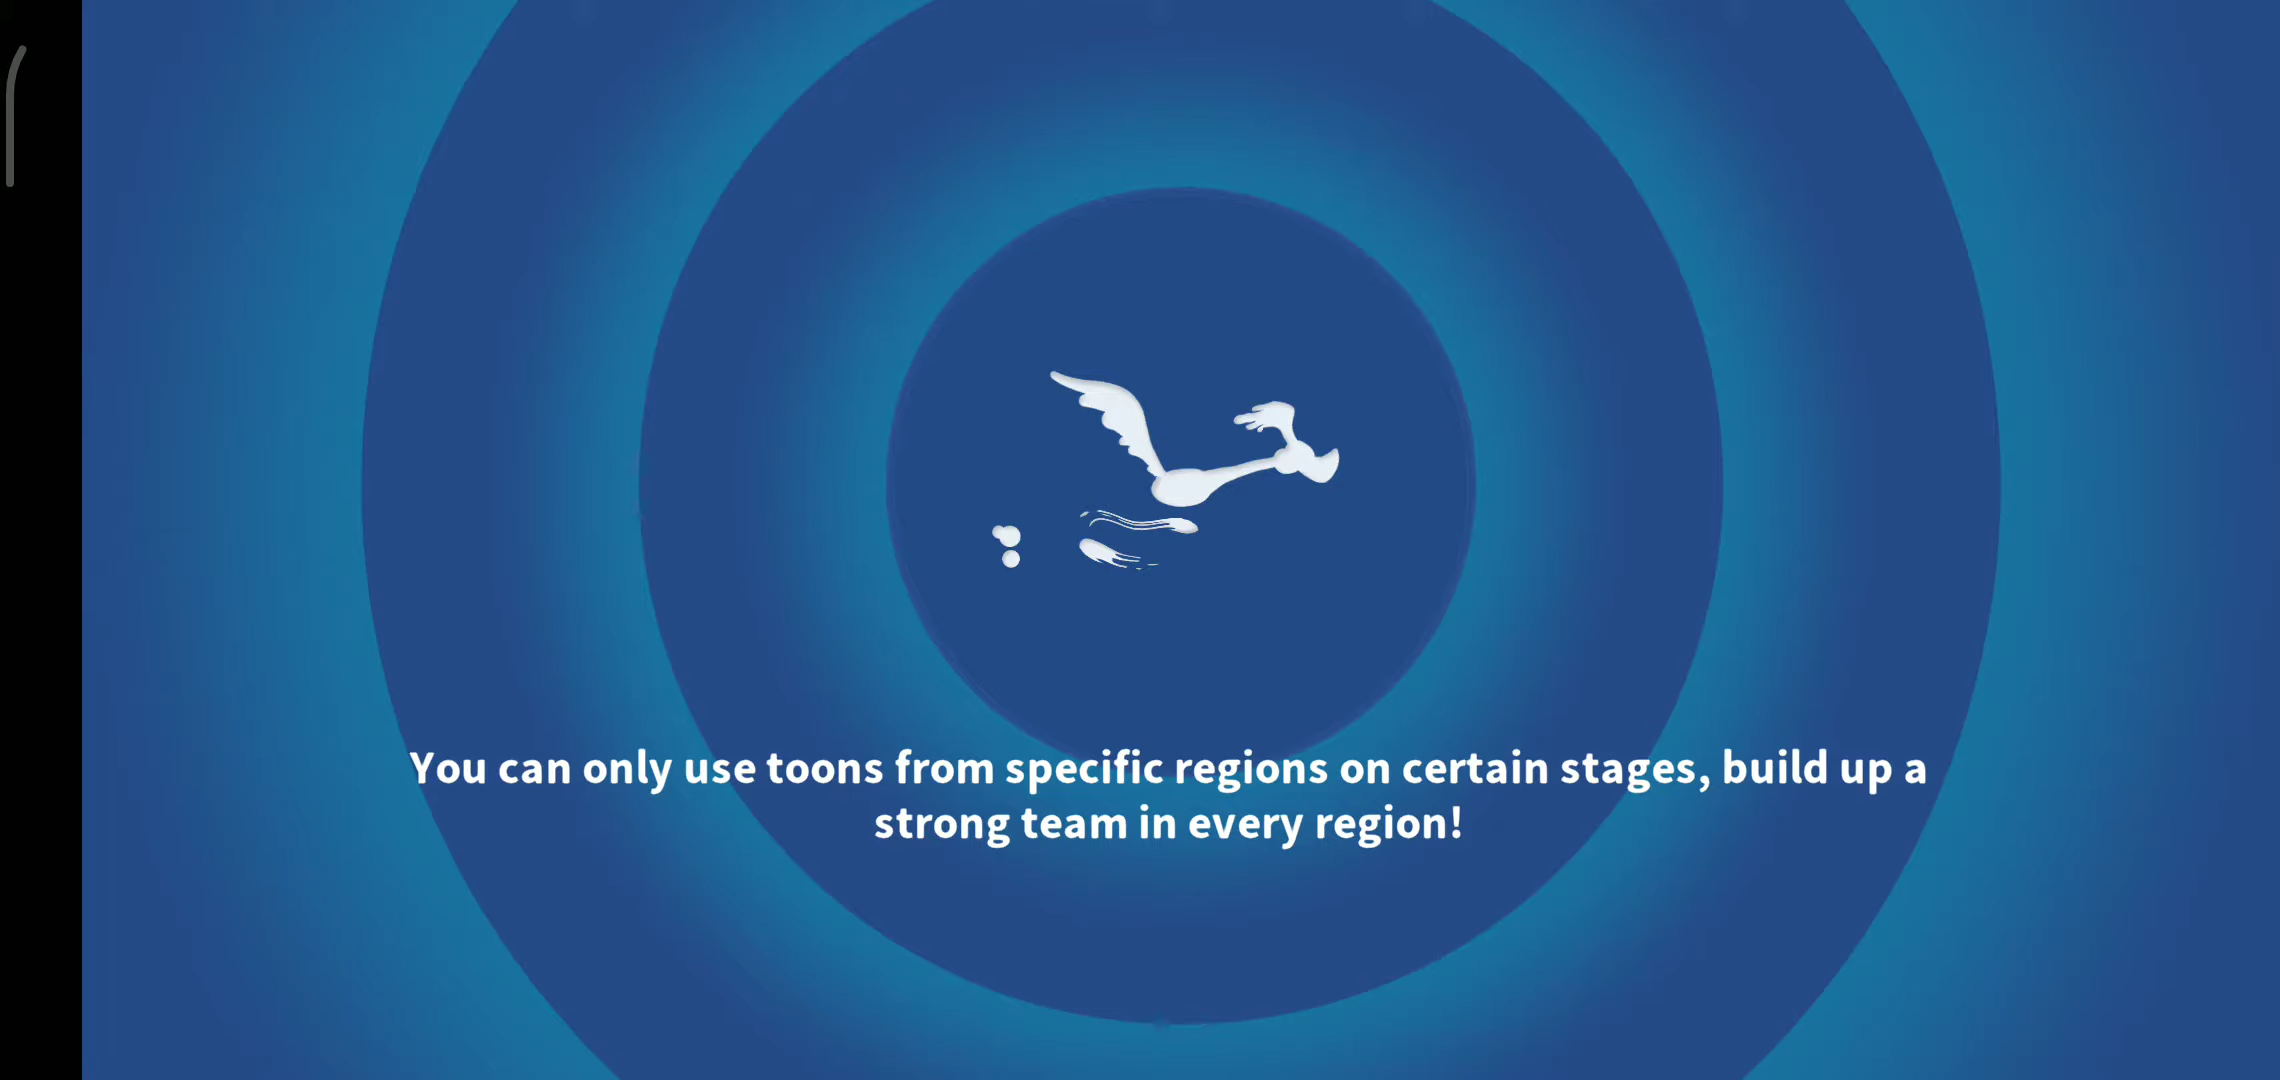 You can only use toons from specific regions on certain stages, build up a
strong team in every region!